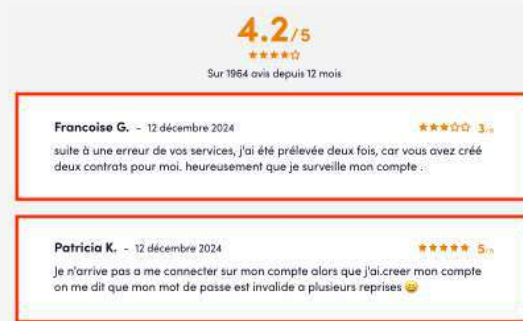 4.2/5
Sur 1964 avis depuis 12 mois
Francoise G. - 12 décembre 2024
3/5
suite à une erreur de vos services, j'ai été prélevée deux fois, car vous avez créé
deux contrats pour moi. heureusement que je surveille mon compte .
Patricia K. - 12 décembre 2024
5/5
Je n'arrive pas a me connecter sur mon compte alors que j'ai.creer mon compte
on me dit que mon mot de passe est invalide a plusieurs reprises 😄